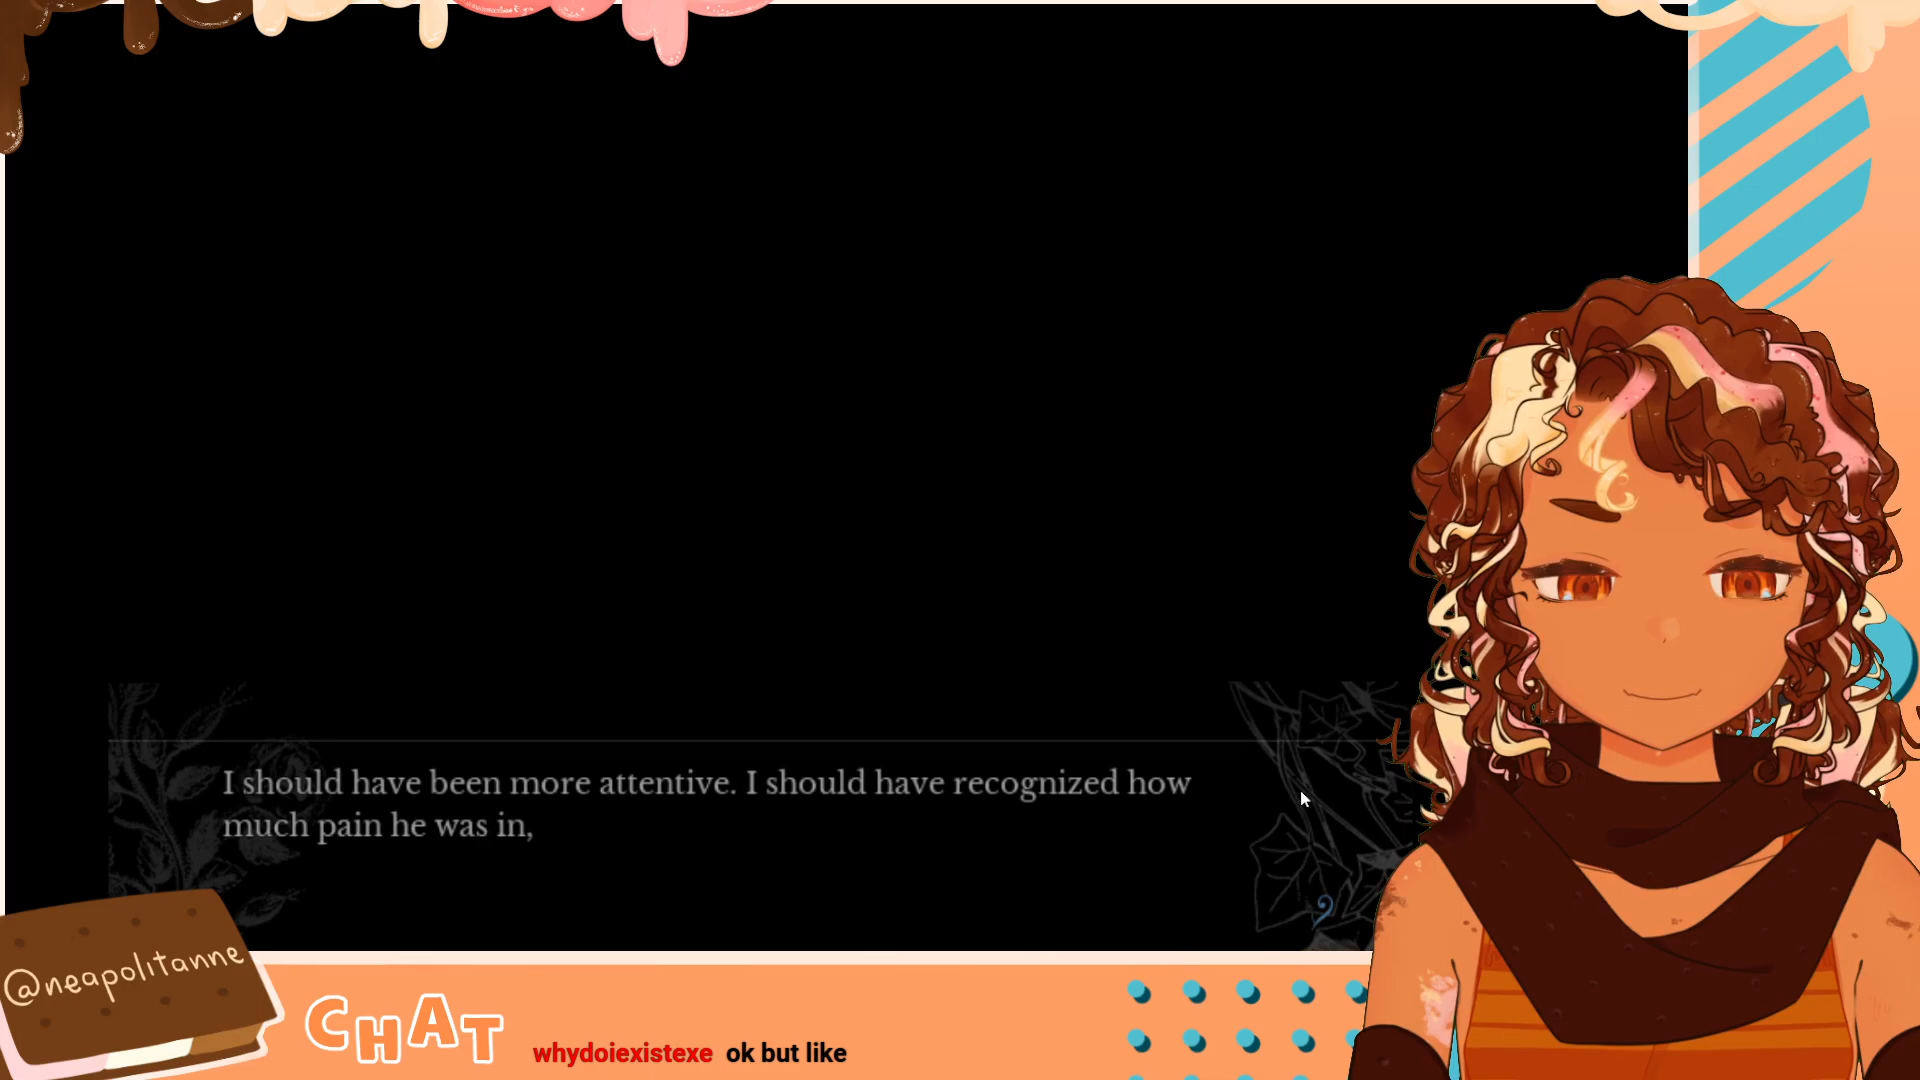 I should have been more attentive. I should have recognized how
much pain he was in,
@neapolitanne
CHAT
whydoiexistexe ok but like